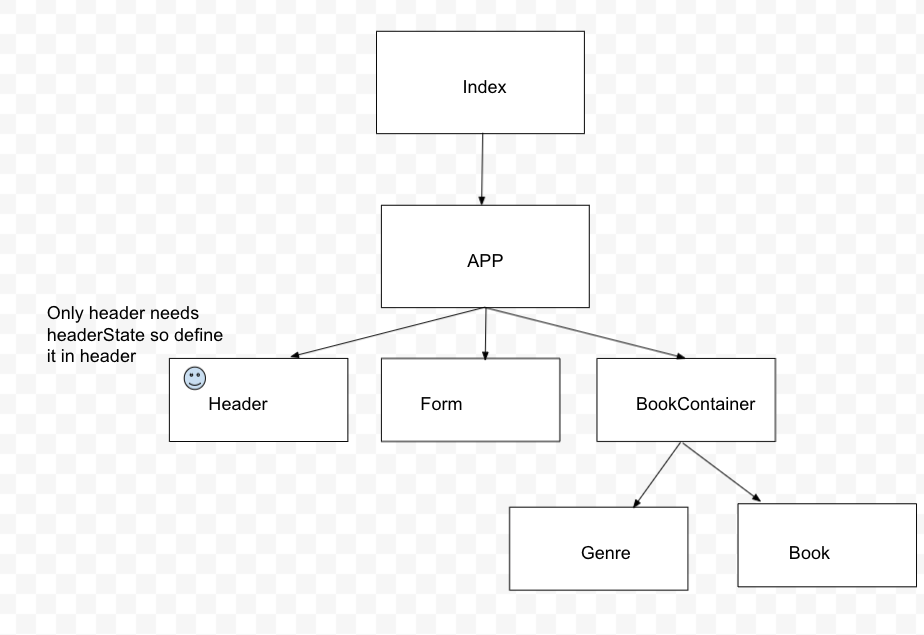 Index
APP
Only header needs
headerState so define
it in header
Header
Form
BookContainer
Genre
Book